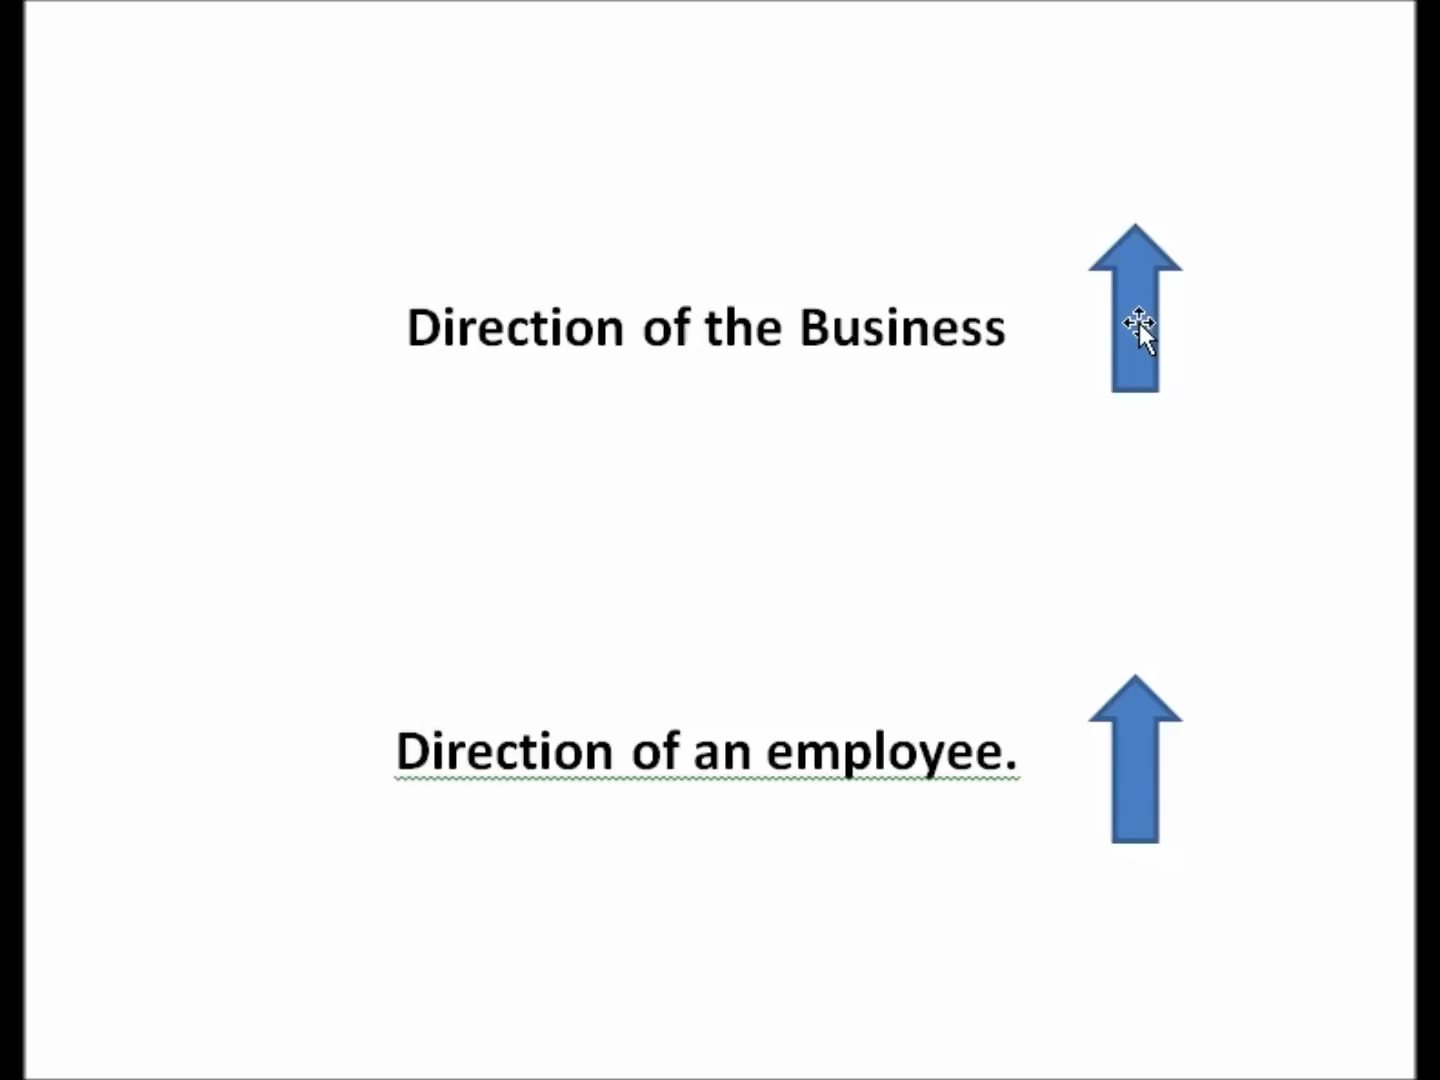 Direction of the Business
Direction of an employee.